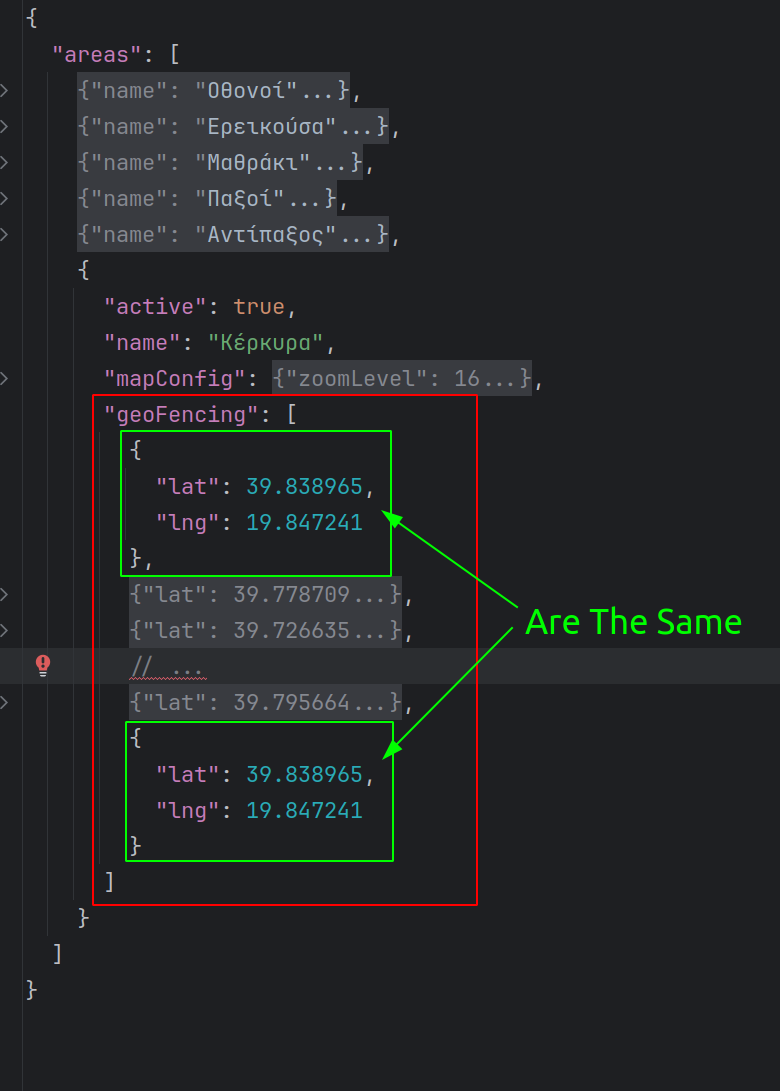 {
"areas": [
{"name": "Οθονοί"...},
{"name": "Ερεικούσα"...},
{"name": "Μαθράκι"...},
{"name": "Παξοί"...},
{"name": "Αντίπαξος"...},
{
"active": true,
"name": "Κέρκυρα",
"mapConfig": {"zoomLevel": 16...},
"geoFencing": [
{
"lat": 39.838965,
"lng": 19.847241
},
{"lat": 39.778709...},
{"lat": 39.726635...},
Are The Same
// ...
{"lat": 39.795664...},
{
"lat": 39.838965,
"lng": 19.847241
}
]
}
]
}